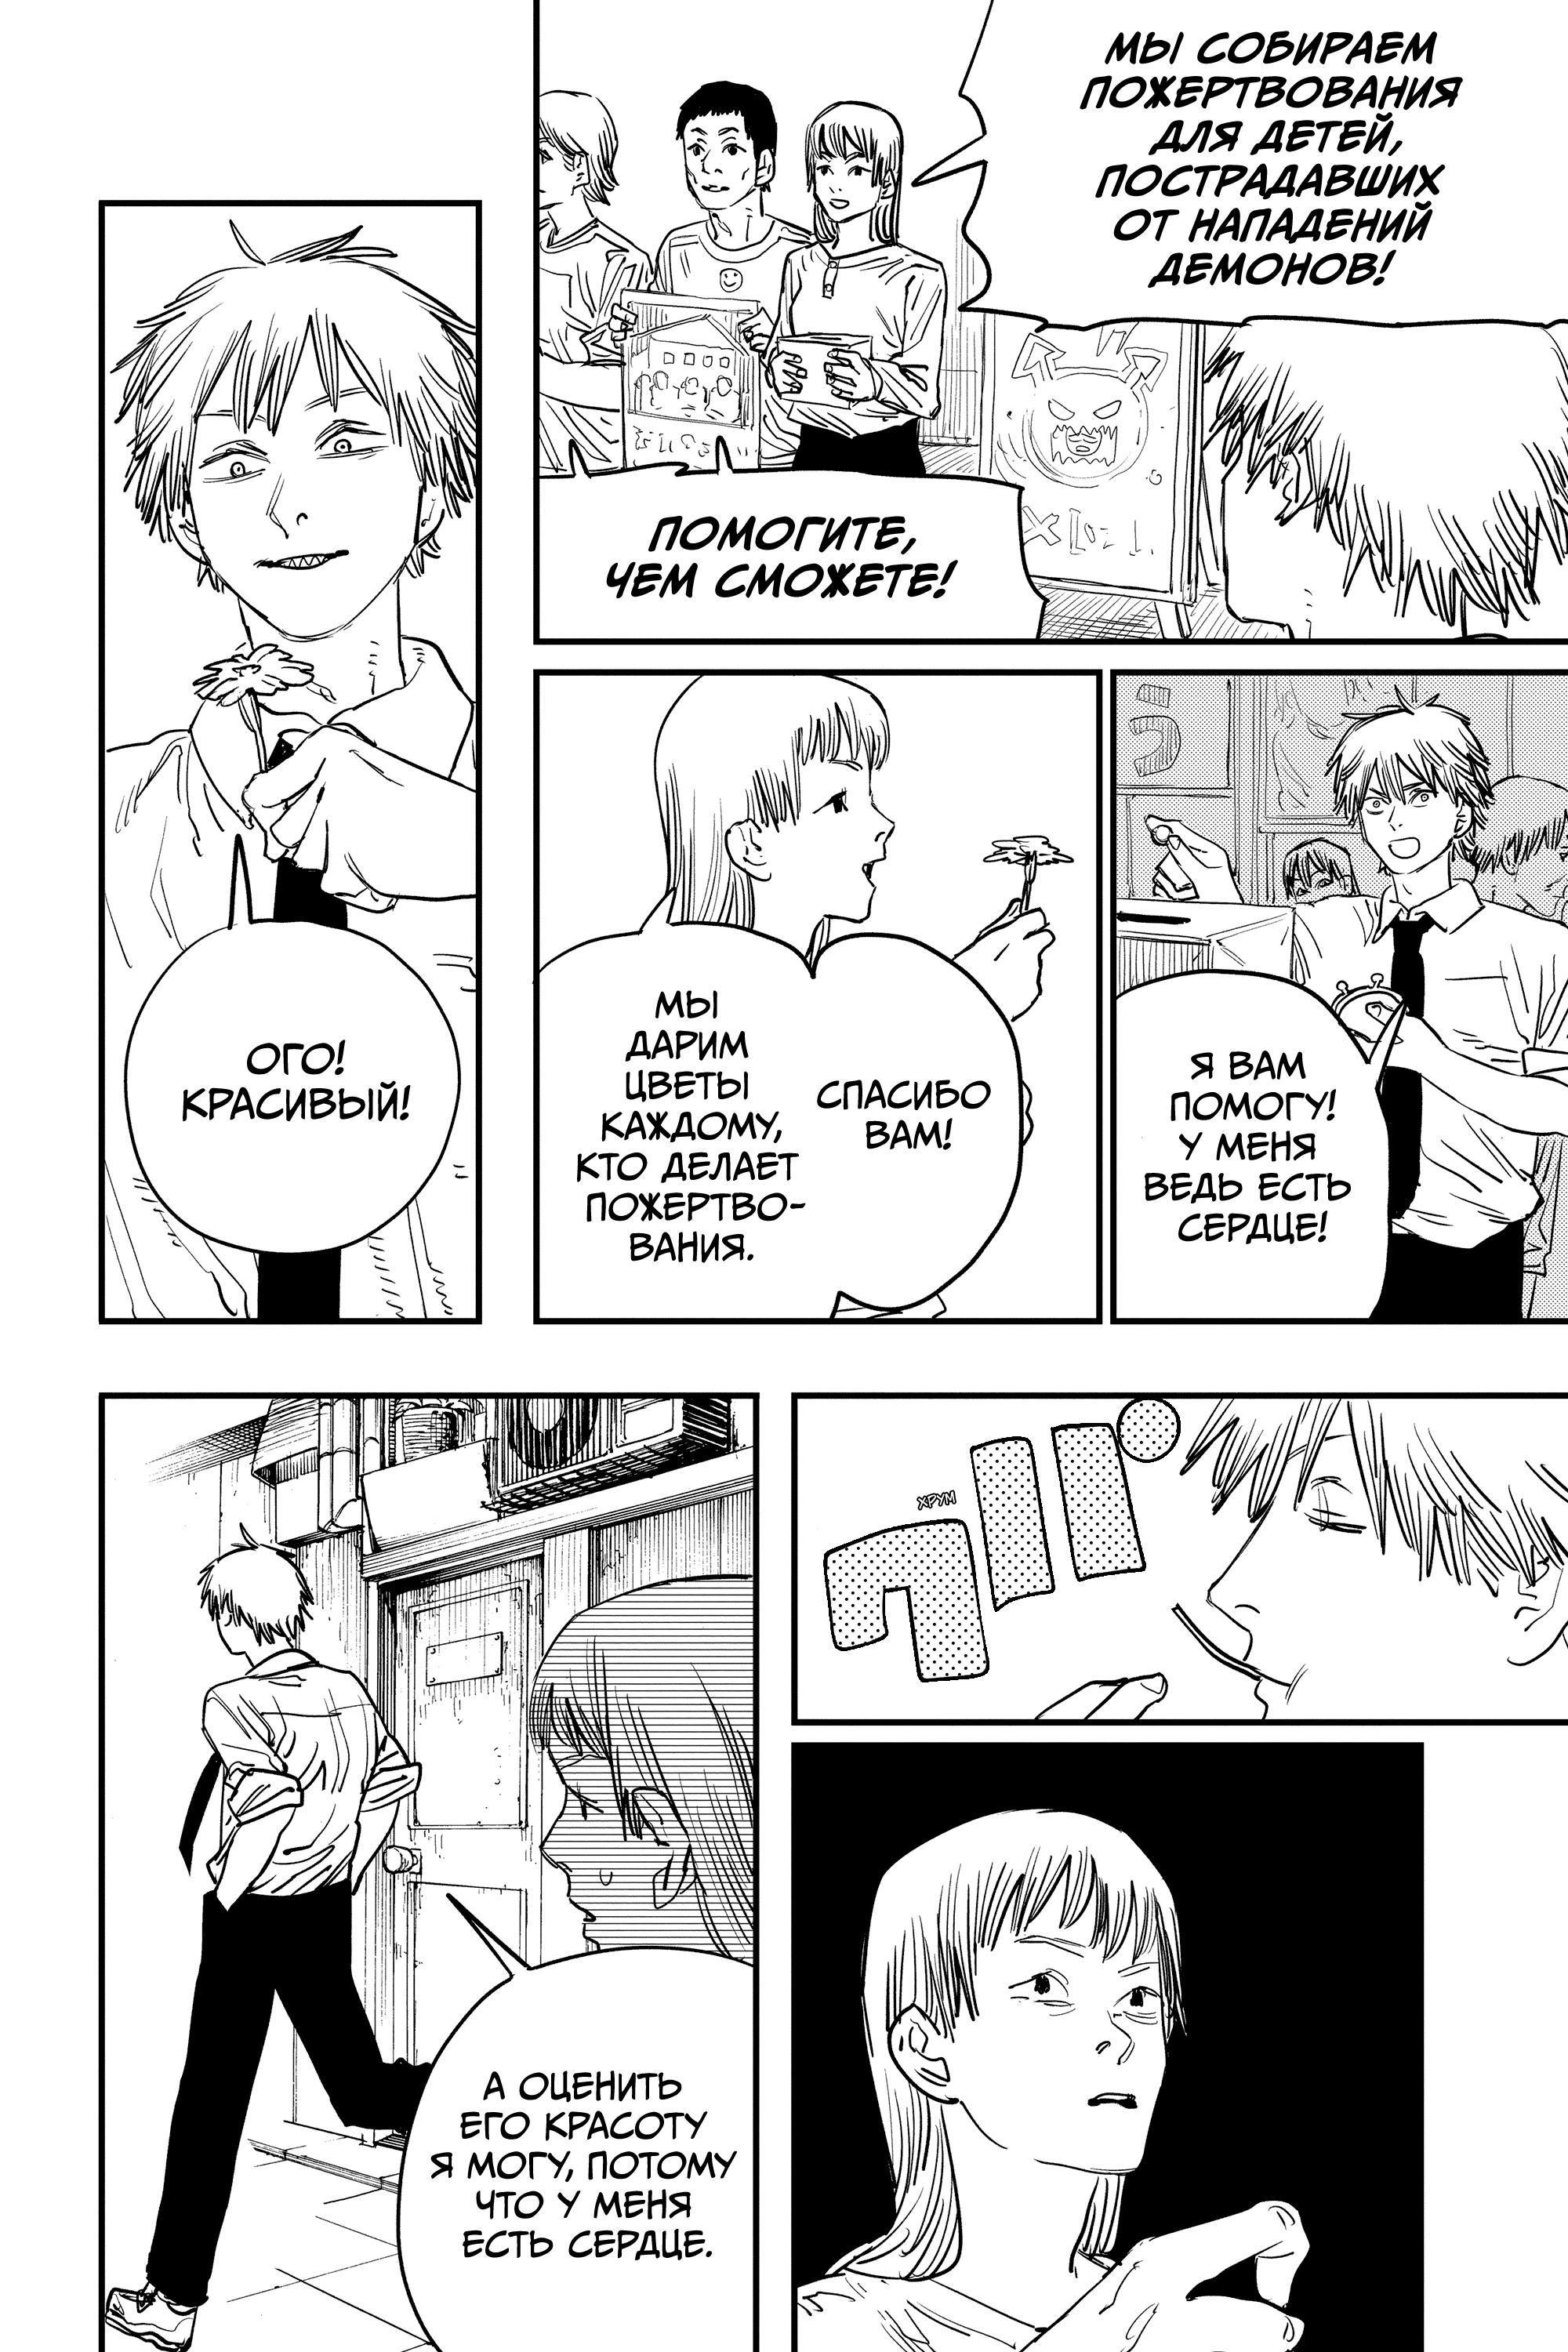 МЫ СОБИРАЕМ
ПОЖЕРТВОВАНИЯ
ДЛЯ ДЕТЕЙ,
ПОСТРАДАВШИХ
ОТ НАПАДЕНИЙ
ДЕМОНОВ!
ПОМОГИТЕ,
ЧЕМ СМОЖЕТЕ!
Я ВАМ
ПОМОГУ!
У МЕНЯ
ВЕДЬ ЕСТЬ
СЕРДЦЕ!
СПАСИБО
ВАМ!
МЫ
ДАРИМ
ЦВЕТЫ
КАЖДОМУ,
КТО ДЕЛАЕТ
ПОЖЕРТВО-
ВАНИЯ.
ОГО!
КРАСИВЫЙ!
ХРУМ
パク
А ОЦЕНИТЬ
ЕГО КРАСОТУ
Я МОГУ, ПОТОМУ
ЧТО У МЕНЯ
ЕСТЬ СЕРДЦЕ.